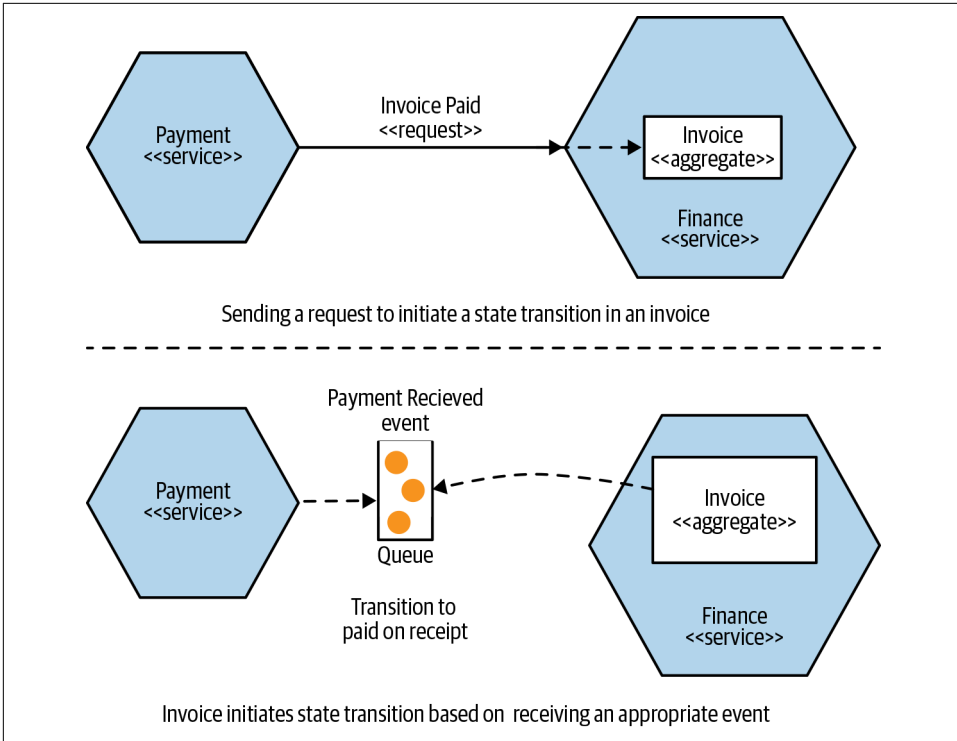 Invoice Paid
<<request>>
Payment
<<service>>
Invoice
<<aggregate>>
Finance
<<service>>
Sending a request to initiate a state transition in an invoice
Payment Recieved
event
Payment
<<service>>
Queue
Invoice
<<aggregate>>
Transition to
paid on receipt
Finance
<<service>>
Invoice initiates state transition based on receiving an appropriate event